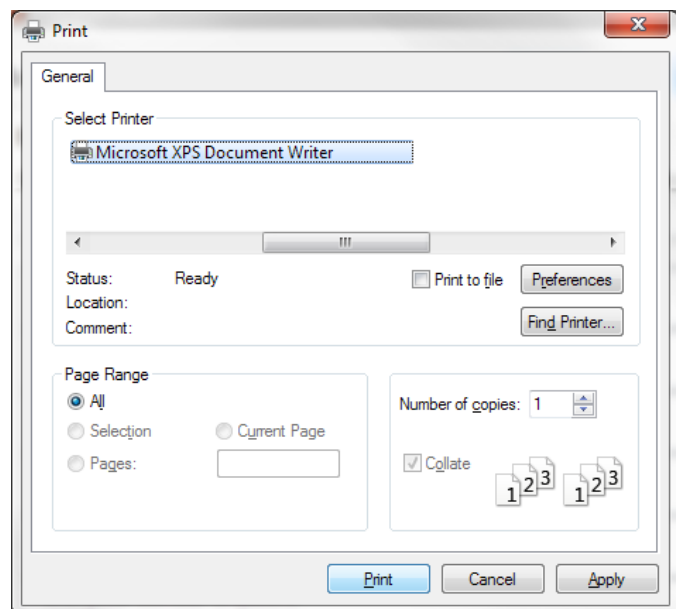 Print
General
Select Printer
Microsoft XPS Document Writer
Status: Ready
Print to file
Preferences
Location:
Comment:
Find Printer...
Page Range
All
Selection
Current Page
Pages:
Number of copies: 1
Collate
1 2 3 1 2 3
Print Cancel Apply